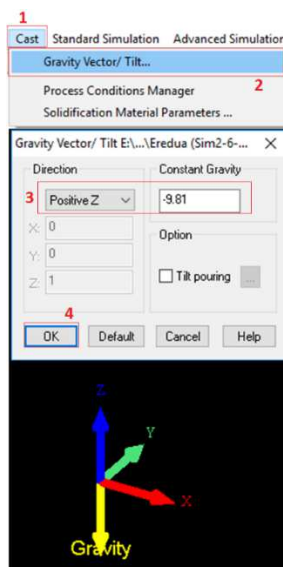 1
Cast Standard Simulation Advanced Simulation
Gravity Vector/ Tilt...
2
Process Conditions Manager
Solidification Material Parameters ...
Gravity Vector/ Tilt E:\...\Eredua (Sim2-6-... ×
Direction Constant Gravity
3 Positive Z -9.81
X: 0
Option
Y: 0
Z: 1
Tilt pouring ...
4
OK Default Cancel Help
Z
Y
X
Gravity